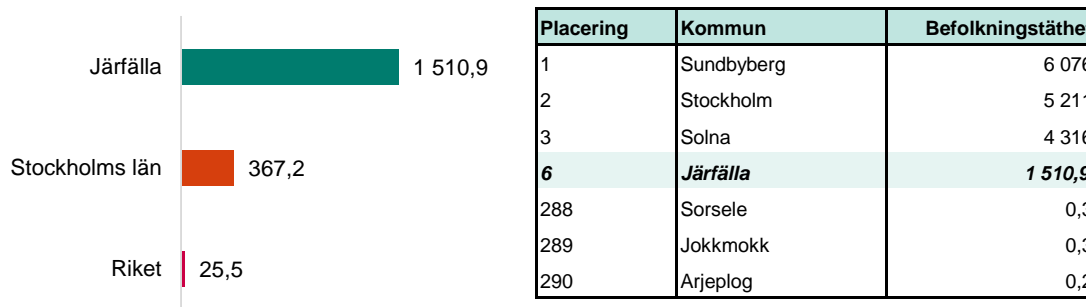 Järfälla 1 510,9
Stockholms län 367,2
Riket 25,5
Placering Kommun
1 Sundbyberg 6 076
2 Stockholm 5 211
3 Solna 4 316
6 Järfälla 1 510,9
288 Sorsele 0,3
289 Jokkmokk 0,3
290 Arjeplog 0,2